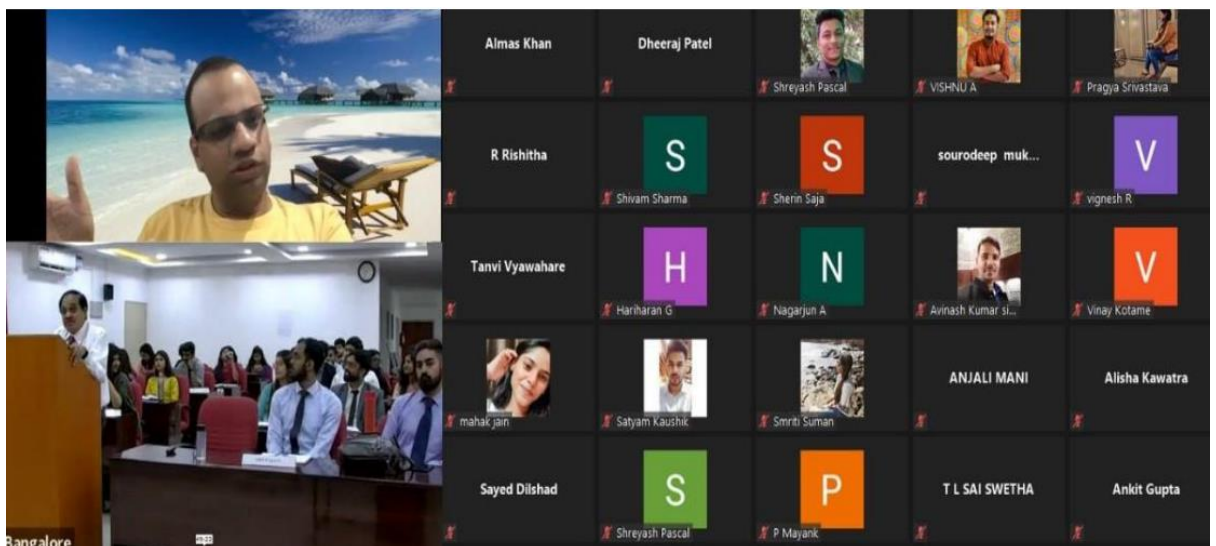 Almas Khan
Dheeraj Patel
Shreyash Pascal
VISHNU A
Pragya Srivastava
R Rishitha
S
Shivam Sharma
S
Sherin Saja
sourodeep muk...
V
vignesh R
Tanvi Vyawahare
H
Hariharan G
N
Nagarjun A
Avinash Kumar si...
V
Vinay Kotame
mahak jain
Satyam Kaushik
Smriti Suman
ANJALI MANI
Alisha Kawatra
Sayed Dilshad
S
Shreyash Pascal
P
P Mayank
T L SAI SWETHA
Ankit Gupta
Bangalore